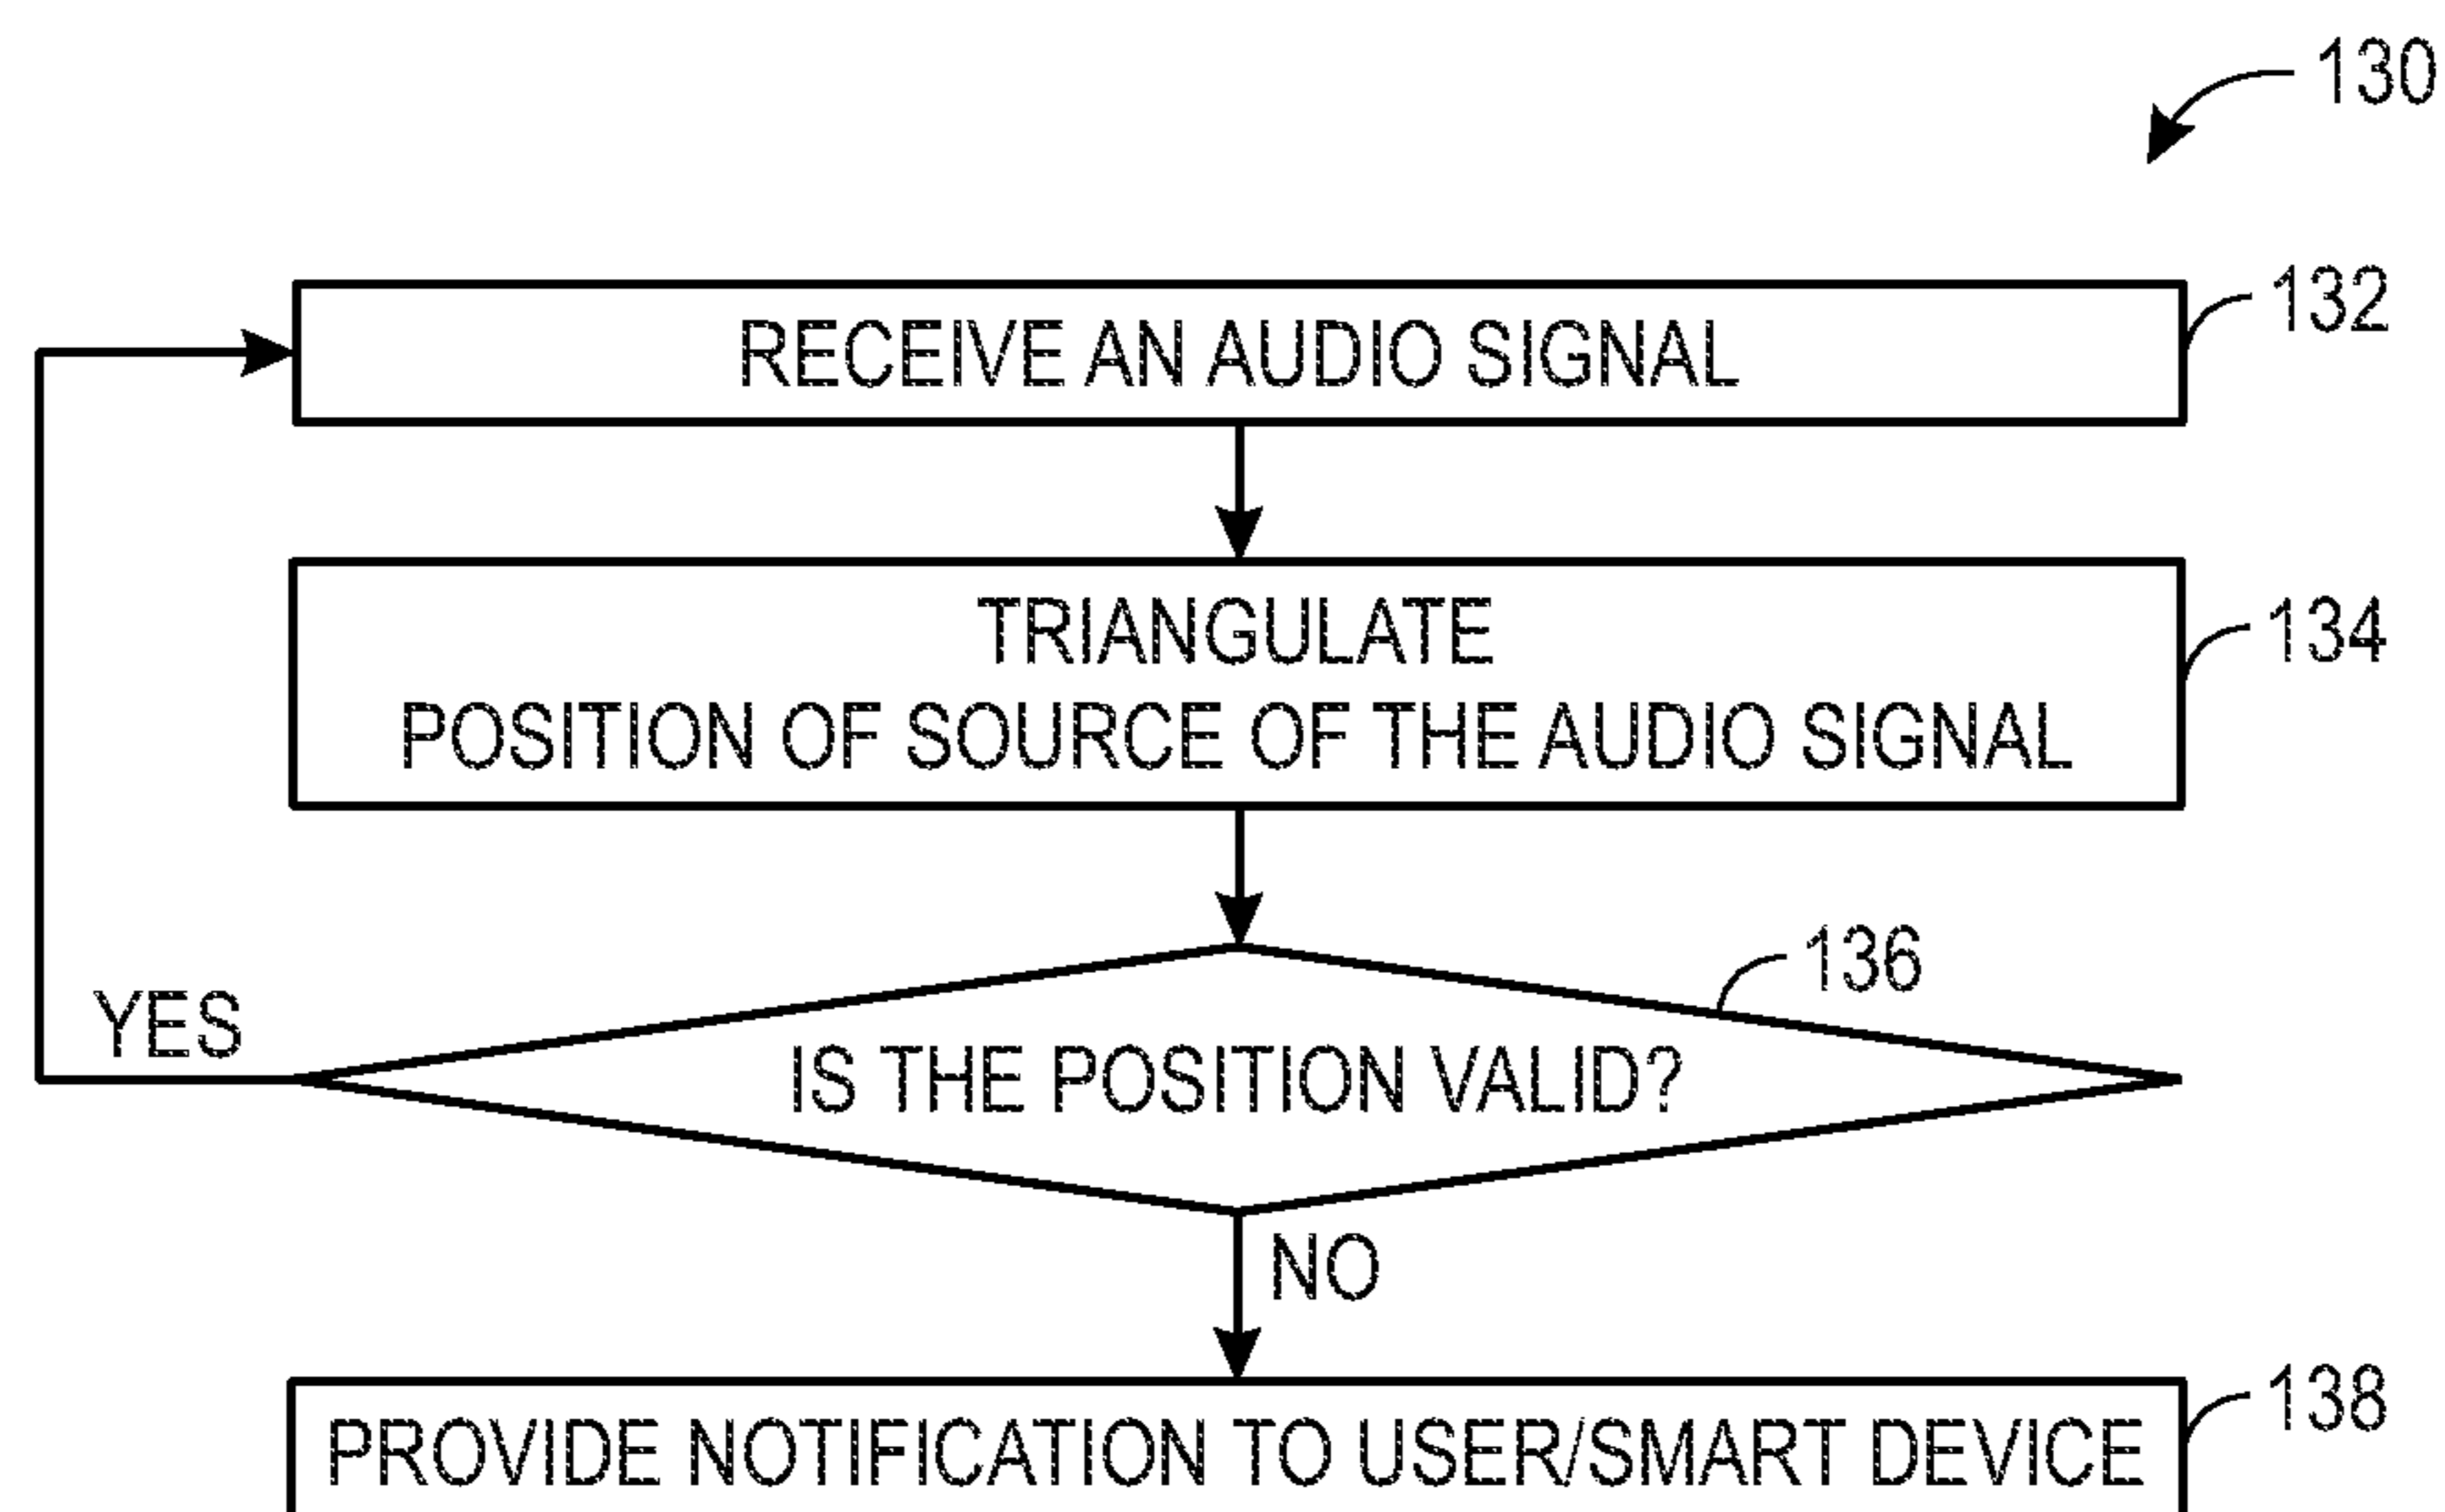 130
RECEIVE AN AUDIO SIGNAL
132
TRIANGULATE
POSITION OF SOURCE OF THE AUDIO SIGNAL
134
136
YES
IS THE POSITION VALID?
NO
138
PROVIDE NOTIFICATION TO USER/SMART DEVICE